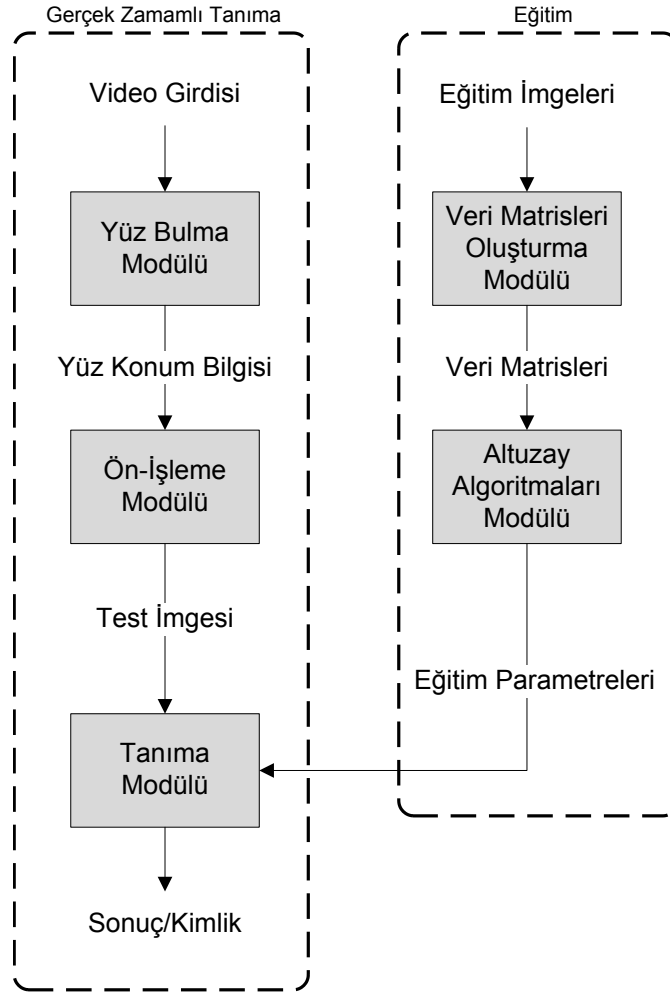 Gerçek Zamamlı Tanıma
Video Girdisi
Yüz Bulma
Modülü
Yüz Konum Bilgisi
Ön-İşleme
Modülü
Test İmgesi
Tanıma
Modülü
Sonuç/Kimlik
Eğitim
Eğitim İmgeleri
Veri Matrisleri
Oluşturma
Modülü
Veri Matrisleri
Altuzay
Algoritmaları
Modülü
Eğitim Parametreleri